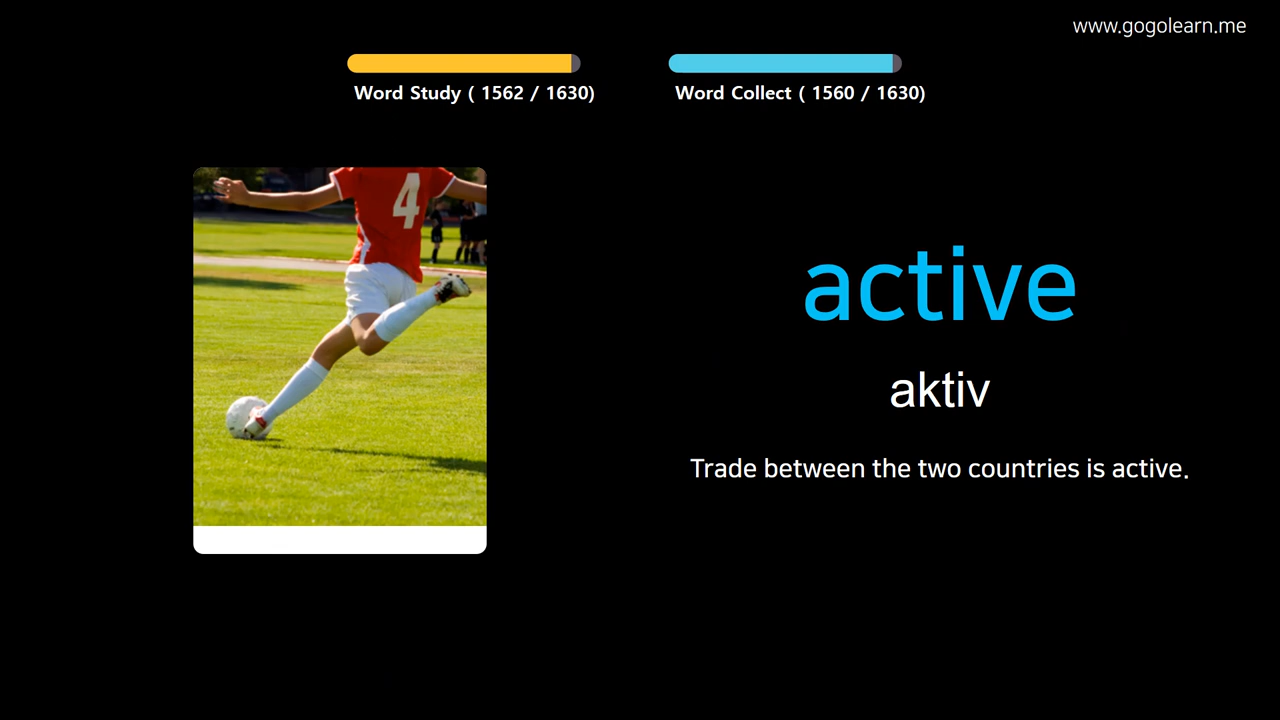 www.gogolearn.me
Word Study ( 1562 / 1630)
Word Collect ( 1560 / 1630)
4
active
aktiv
Trade between the two countries is active.